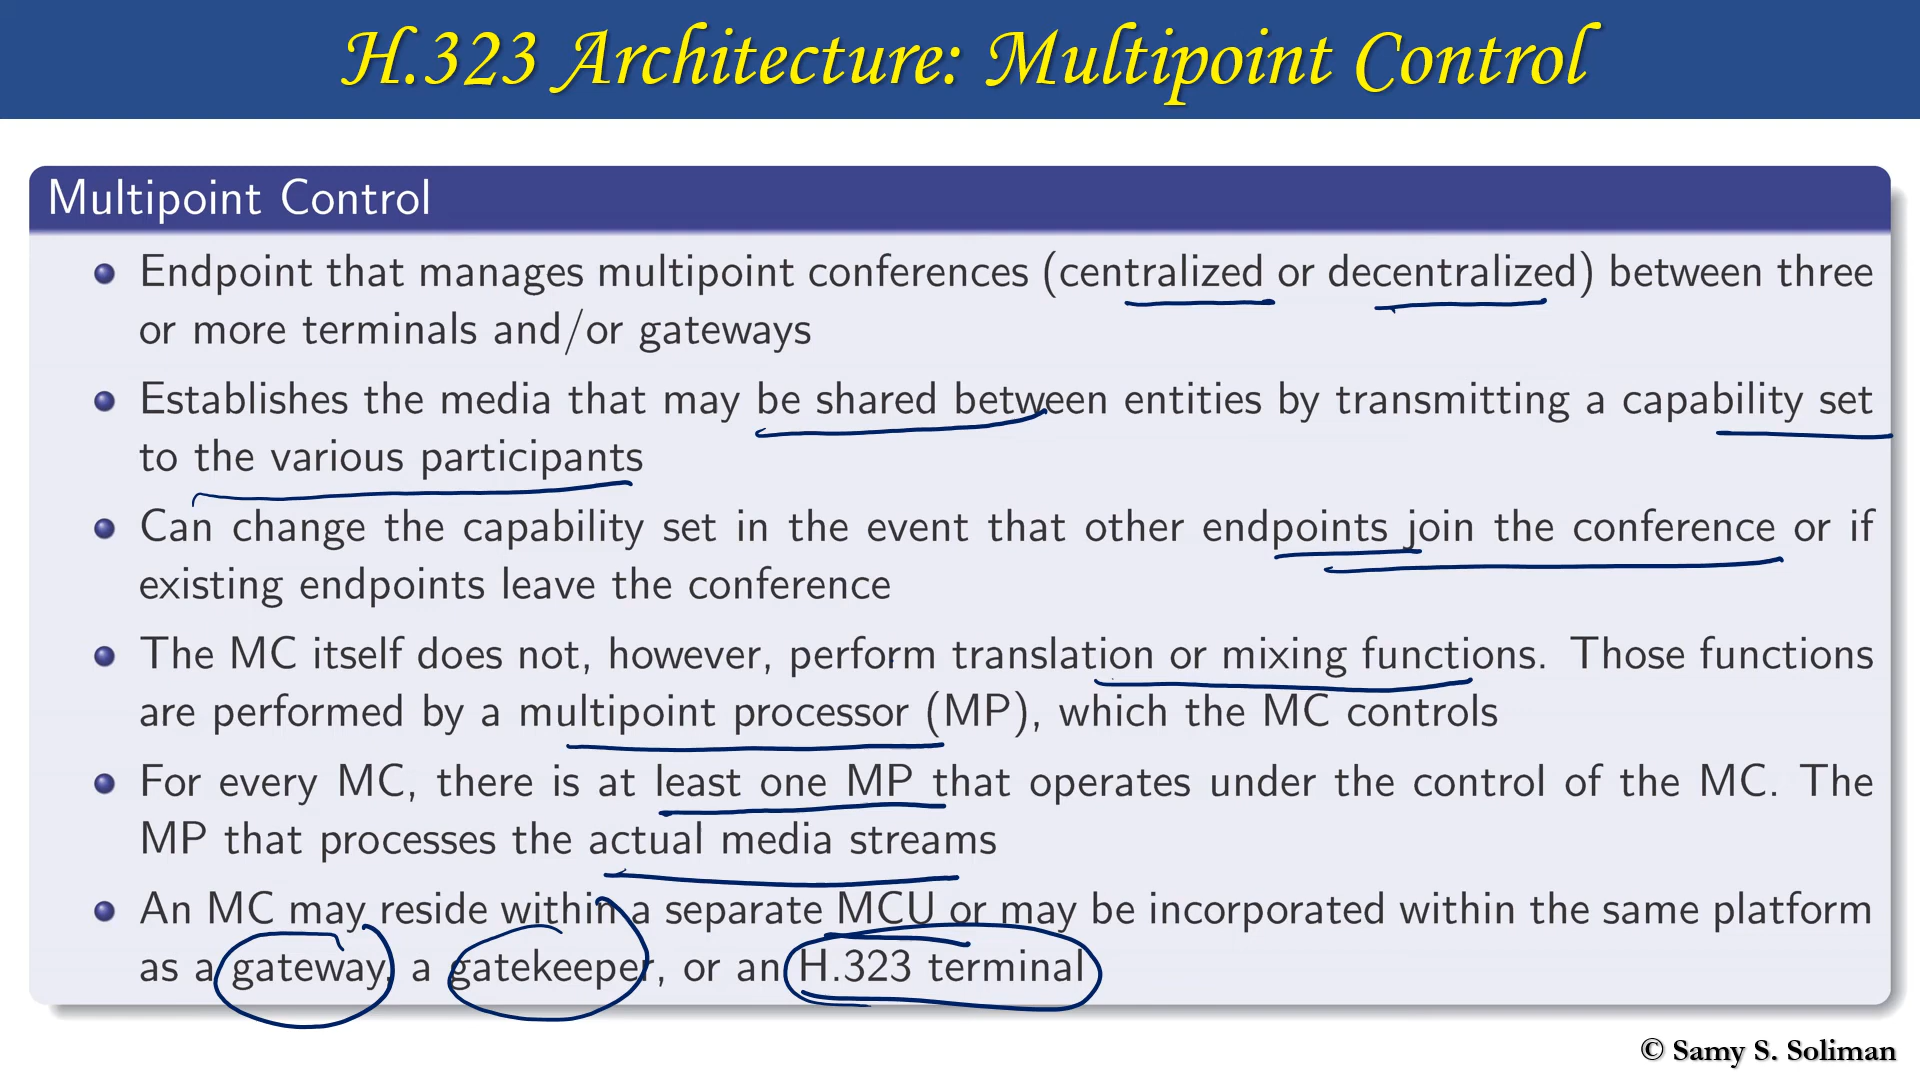 H.323 Architecture: Multipoint Control
Multipoint Control
Endpoint that manages multipoint conferences (centralized or decentralized) between three
or more terminals and/or gateways
Establishes the media that may be shared between entities by transmitting a capability set
to the various participants
Can change the capability set in the event that other endpoints join the conference or if
existing endpoints leave the conference
The MC itself does not, however, perform translation or mixing functions. Those functions
are performed by a multipoint processor (MP), which the MC controls
For every MC, there is at least one MP that operates under the control of the MC. The
MP that processes the actual media streams
An MC may reside within a separate MCU or may be incorporated within the same platform
as a gateway, a gatekeeper, or an H.323 terminal
© Samy S. Soliman